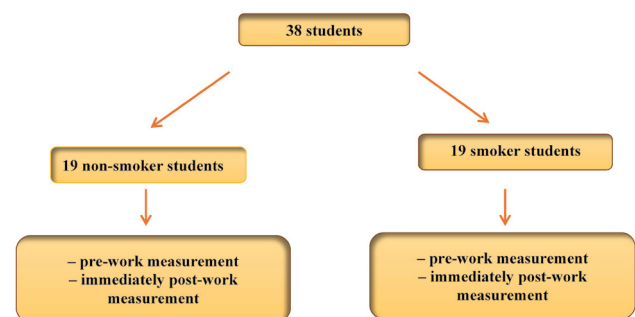 38 students
19 non-smoker students
19 smoker students
– pre-work measurement
– immediately post-work
measurement
– pre-work measurement
– immediately post-work
measurement